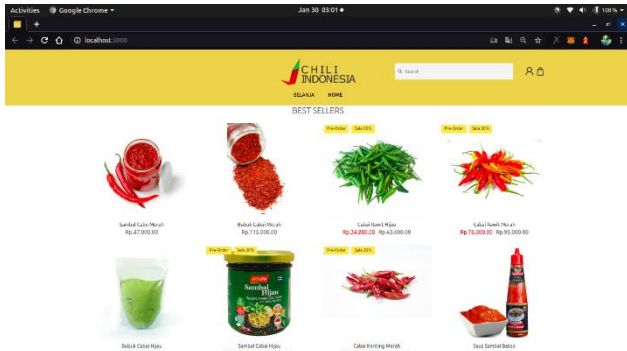 Activities Google Chrome Jan 30 03:01 100%
localhost:3000
CHILI
INDONESIA
Search
BELANJA HOME
BEST SELLERS
Pre-Order Sale 20% Pre-Order Sale 20%
Sambal Cabe Merah Bubuk Cabai Merah Cabai Rawit Hijau Cabai Rawit Merah
Rp.47.000.00 Rp.115.000.00 Rp.34.880.00 Rp.43.600.00 Rp.76,000.00 Rp.95,000.00
Pre-Order Sale 20% Pre-Order Sale 20%
Sambal
Hijau
Bubuk Cabai Hijau Sambal Cabai Hijau Cabai Keriting Merah Saus Sambal Bakso